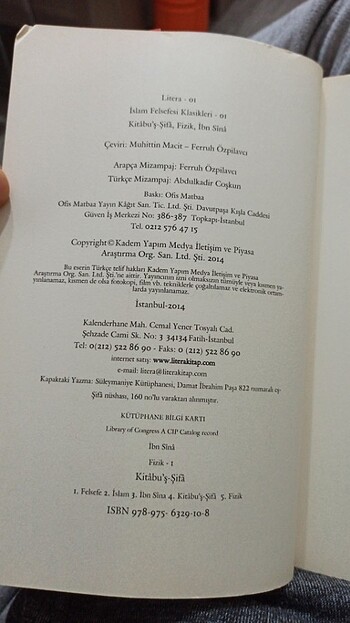 Litera - 01
İslam Felsefesi Klasikleri - 01
Kitâbu'ş-Şifâ, Fizik, İbn Sînâ
Çeviri: Muhittin Macit – Ferruh Özpilavcı
Arapça Mizampaj: Ferruh Özpilavcı
Türkçe Mizampaj: Abdulkadir Coşkun
Baskı: Ofis Matbaa
Ofis Matbaa Yayın Kâğıt San. Tic. Ltd. Şti. Davutpaşa Kışla Caddesi
Güven İş Merkezi No: 386-387 Topkapı-İstanbul
Tel. 0212 576 47 15
Copyright © Kadem Yapım Medya İletişim ve Piyasa
Araştırma Org. San. Ltd. Şti. 2014
Bu eserin Türkçe telif hakları Kadem Yapım Medya İletişim ve Piyasa
Araştırma Org. San. Ltd. Şti.'ne aittir. Yayıncının izni olmaksızın tümüyle veya kısmen ya-
yınlanamaz, kısmen de olsa fotokopi, film vb. tekniklerle çoğaltılamaz ve elektronik ortam-
larda yayınlanamaz.
İstanbul-2014
Kalenderhane Mah. Cemal Yener Tosyalı Cad.
Şehzade Cami Sk. No: 3 34134 Fatih-İstanbul
Tel: 0(212) 522 86 90 - Faks: 0 (212) 522 86 90
internet satış: www.literakitap.com
e-mail: litera@literakitap.com
Kapaktaki Yazma: Süleymaniye Kütüphanesi, Damat İbrahim Paşa 822 numaralı eş-
Şifâ nüshası, 160 no'lu varaktan alınmıştır.
KÜTÜPHANE BİLGİ KARTI
Library of Congress A CIP Catalog record
İbn Sînâ
Fizik - I
Kitâbu'ş-Şifâ
1. Felsefe 2. İslam 3. İbn Sîna 4. Kitâbu'ş-Şifâ 5. Fizik
ISBN 978-975- 6329-10-8